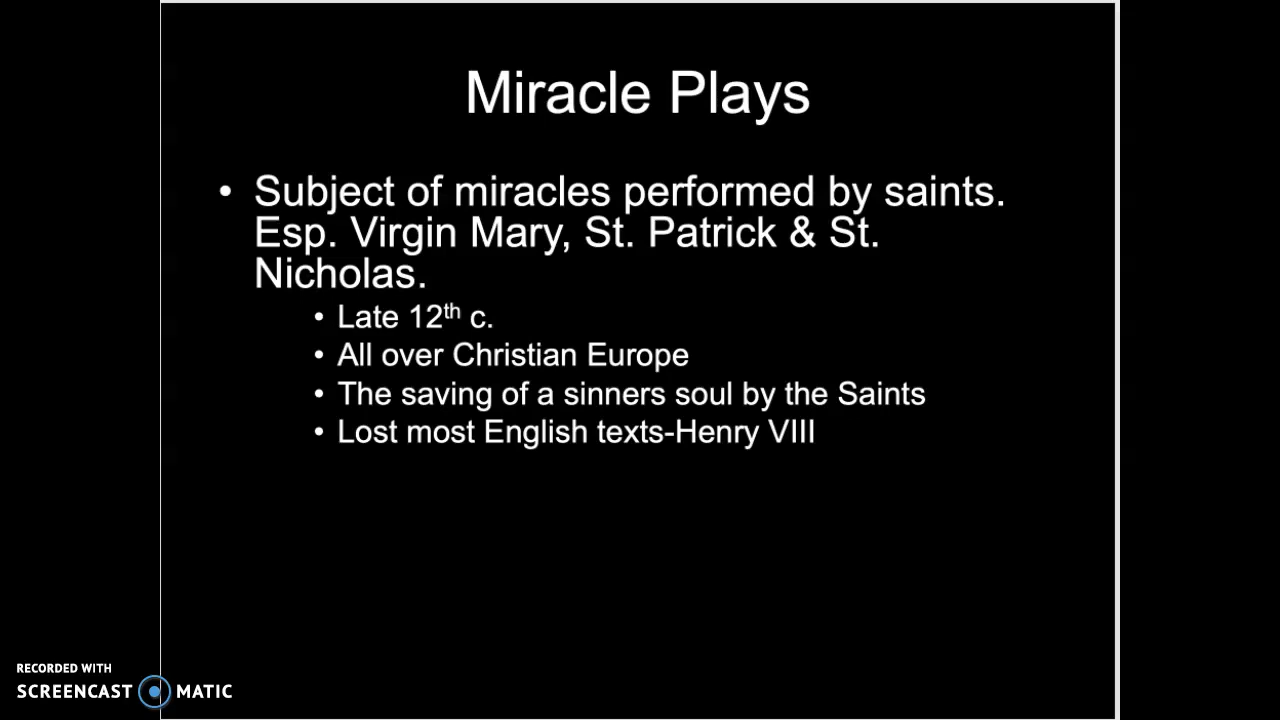 Miracle Plays
• Subject of miracles performed by saints.
Esp. Virgin Mary, St. Patrick & St.
Nicholas.
• Late 12th c.
• All over Christian Europe
• The saving of a sinners soul by the Saints
• Lost most English texts-Henry VIII
RECORDED WITH
SCREENCAST MATIC